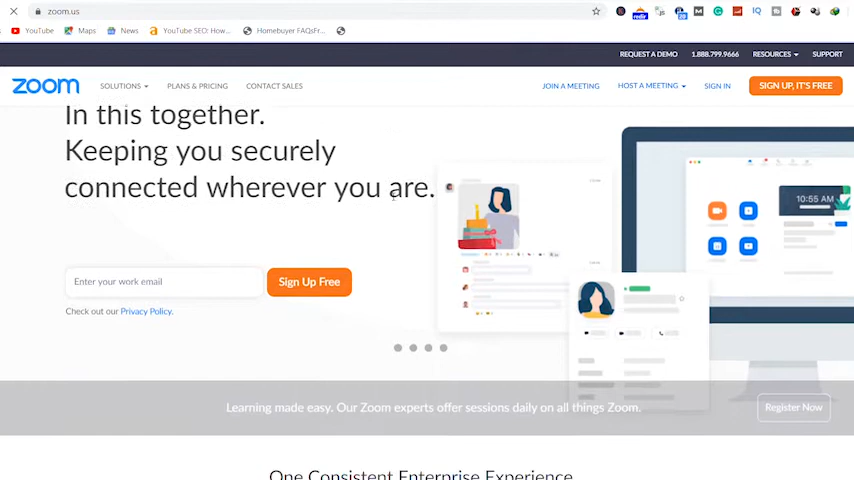 zoom.us
YouTube Maps News YouTube SEO: How... Homebuyer FAQsFr...
REQUEST A DEMO 1.888.799.9666 RESOURCES SUPPORT
zoom SOLUTIONS PLANS & PRICING CONTACT SALES JOIN A MEETING HOST A MEETING SIGN IN SIGN UP, IT'S FREE
In this together.
Keeping you securely
connected wherever you are.
10:55 AM
Enter your work email Sign Up Free
Check out our Privacy Policy.
Learning made easy. Our Zoom experts offer sessions daily on all things Zoom. Register Now
One Consistent Enterprise Experience